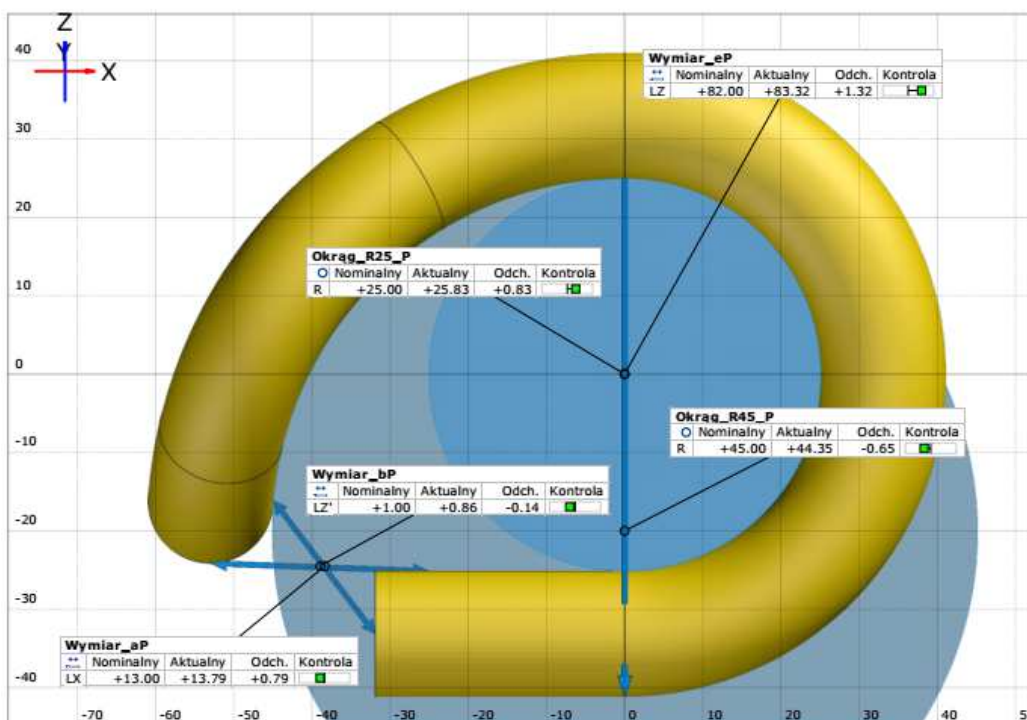 Z
Y
X
40
30
20
10
0
-10
-20
-30
-40
Wymiar_eP
Nominalny Aktualny Odch. Kontrola
LZ +82.00 +83.32 +1.32
Okrąg_R25_P
Nominalny Aktualny Odch. Kontrola
R +25.00 +25.83 +0.83
Okrąg_R45_P
Nominalny Aktualny Odch. Kontrola
R +45.00 +44.35 -0.65
Wymiar_bP
Nominalny Aktualny Odch. Kontrola
LZ' +1.00 +0.86 -0.14
Wymiar_aP
Nominalny Aktualny Odch. Kontrola
LX +13.00 +13.79 +0.79
-70 -60 -50 -40 -30 -20 -10 0 10 20 30 40 5